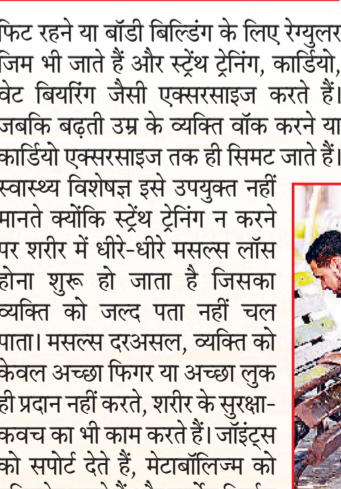 फिट रहने या बॉडी बिल्डिंग के लिए रेग्युलर
जिम भी जाते हैं और स्ट्रेंथ ट्रेनिंग, कार्डियो,
वेट बियरिंग जैसी एक्सरसाइज करते हैं।
जबकि बढ़ती उम्र के व्यक्ति वॉक करने या
कार्डियो एक्सरसाइज तक ही सिमट जाते हैं।
स्वास्थ्य विशेषज्ञ इसे उपयुक्त नहीं
मानते क्योंकि स्ट्रेंथ ट्रेनिंग न करने
पर शरीर में धीरे-धीरे मसल्स लॉस
होना शुरू हो जाता है जिसका
व्यक्ति को जल्द पता नहीं चल
पाता। मसल्स दरअसल, व्यक्ति को
केवल अच्छा फिगर या अच्छा लुक
ही प्रदान नहीं करते, शरीर के सुरक्षा-
कवच का भी काम करते हैं। जॉइंट्स
को सपोर्ट देते हैं, मेटाबॉलिज्म को